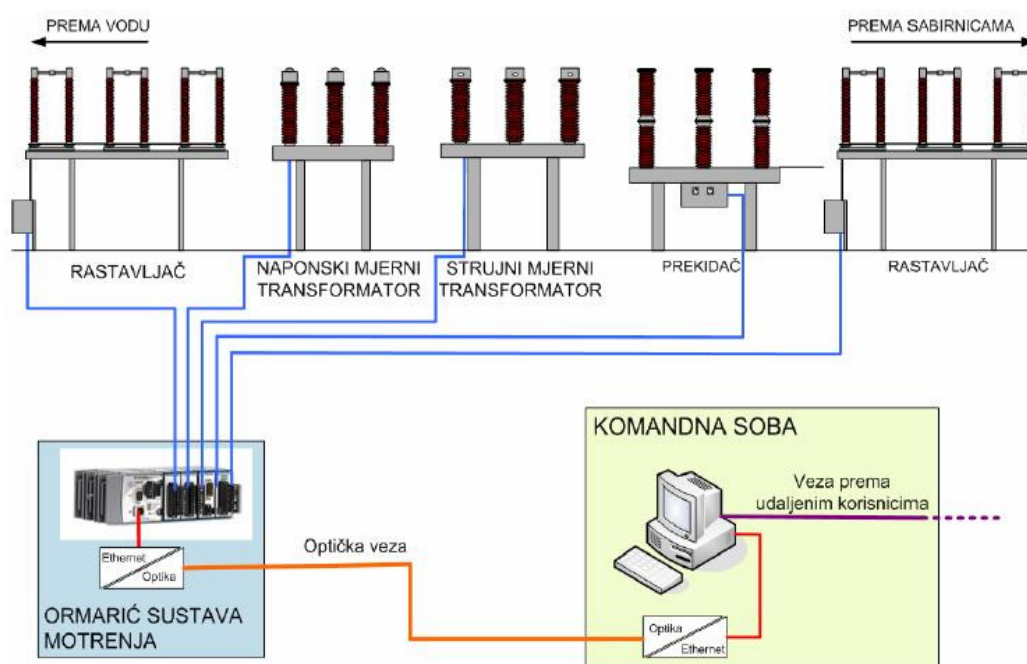 PREMA VODU
PREMA SABIRNICAMA
RASTAVLJAČ
NAPONSKI MJERNI
TRANSFORMATOR
STRUJNI MJERNI
TRANSFORMATOR
PREKIDAČ
RASTAVLJAČ
KOMANDNA SOBA
Veza prema
udaljenim korisnicima
Optička veza
Ethernet
Optika
ORMARIĆ SUSTAVA
MOTRENJA
Optika
Ethernet